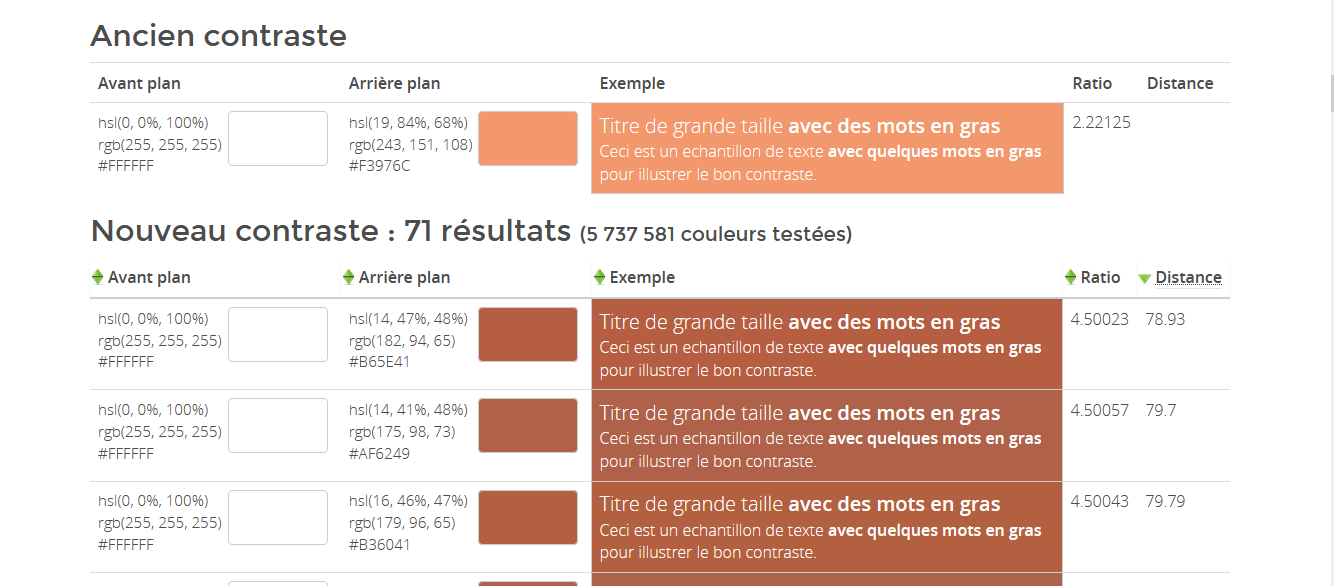 Ancien contraste
Avant plan Arrière plan Exemple Ratio Distance
hsl(0, 0%, 100%) hsl(19, 84%, 68%) Titre de grande taille avec des mots en gras 2.22125
rgb(255, 255, 255) rgb(243, 151, 108) Ceci est un echantillon de texte avec quelques mots en gras
#FFFFFF #F3976C pour illustrer le bon contraste.
Nouveau contraste : 71 résultats (5 737 581 couleurs testées)
Avant plan Arrière plan Exemple Ratio Distance
hsl(0, 0%, 100%) hsl(14, 47%, 48%) Titre de grande taille avec des mots en gras 4.50023 78.93
rgb(255, 255, 255) rgb(182, 94, 65) Ceci est un echantillon de texte avec quelques mots en gras
#FFFFFF #B65E41 pour illustrer le bon contraste.
hsl(0, 0%, 100%) hsl(14, 41%, 48%) Titre de grande taille avec des mots en gras 4.50057 79.7
rgb(255, 255, 255) rgb(175, 98, 73) Ceci est un echantillon de texte avec quelques mots en gras
#FFFFFF #AF6249 pour illustrer le bon contraste.
hsl(0, 0%, 100%) hsl(16, 46%, 47%) Titre de grande taille avec des mots en gras 4.50043 79.79
rgb(255, 255, 255) rgb(179, 96, 65) Ceci est un echantillon de texte avec quelques mots en gras
#FFFFFF #B36041 pour illustrer le bon contraste.